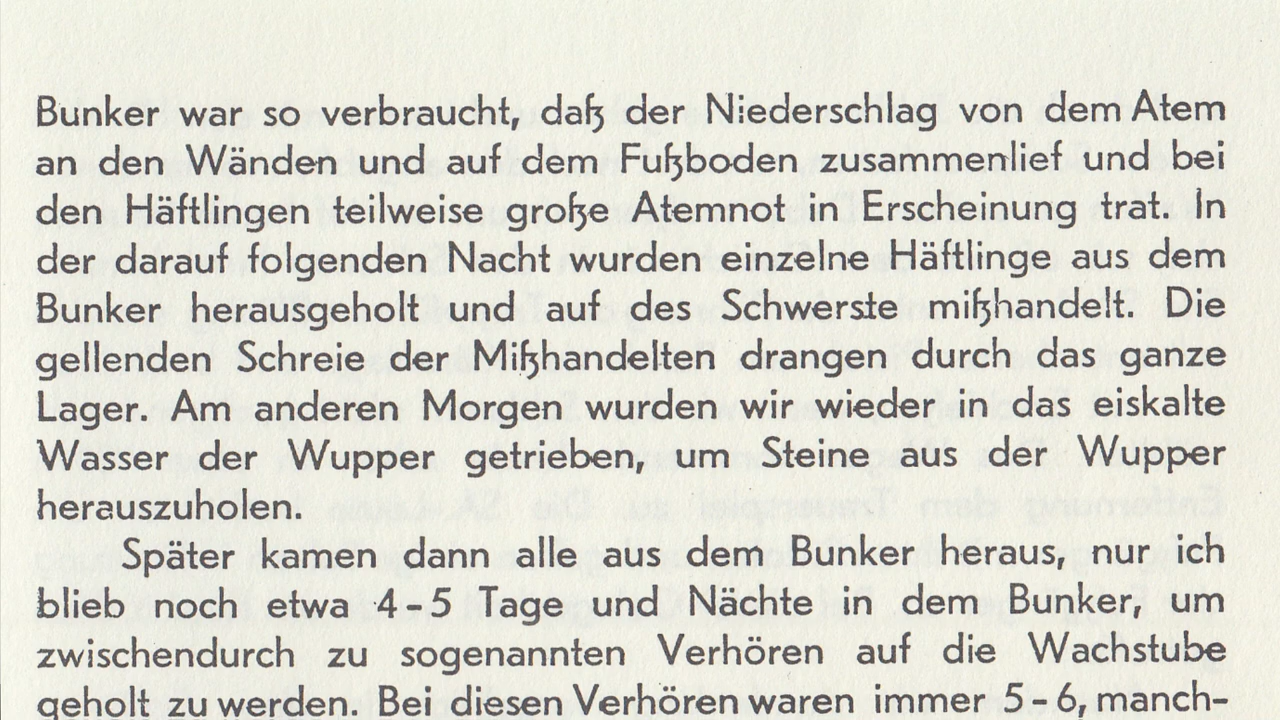 Bunker war so verbraucht, daß der Niederschlag von dem Atem
an den Wänden und auf dem Fußboden zusammenlief und bei
den Häftlingen teilweise große Atemnot in Erscheinung trat. In
der darauf folgenden Nacht wurden einzelne Häftlinge aus dem
Bunker herausgeholt und auf des Schwerste mißhandelt. Die
gellenden Schreie der Mißhandelten drangen durch das ganze
Lager. Am anderen Morgen wurden wir wieder in das eiskalte
Wasser der Wupper getrieben, um Steine aus der Wupper
herauszuholen.
Später kamen dann alle aus dem Bunker heraus, nur ich
blieb noch etwa 4-5 Tage und Nächte in dem Bunker, um
zwischendurch zu sogenannten Verhören auf die Wachstube
geholt zu werden. Bei diesen Verhören waren immer 5-6, manch-